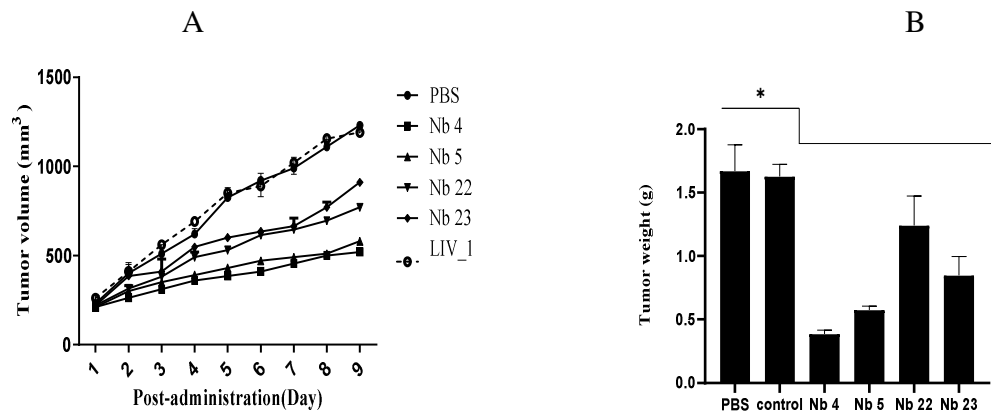 A
B
Tumor volume (mm³)
1500
1000
500
0
1
2
3
4
5
6
7
8
9
Post-administration(Day)
PBS
Nb 4
Nb 5
Nb 22
Nb 23
LIV_1
*
Tumor weight (g)
2.0
1.5
1.0
0.5
0.0
PBS control Nb 4 Nb 5 Nb 22 Nb 23